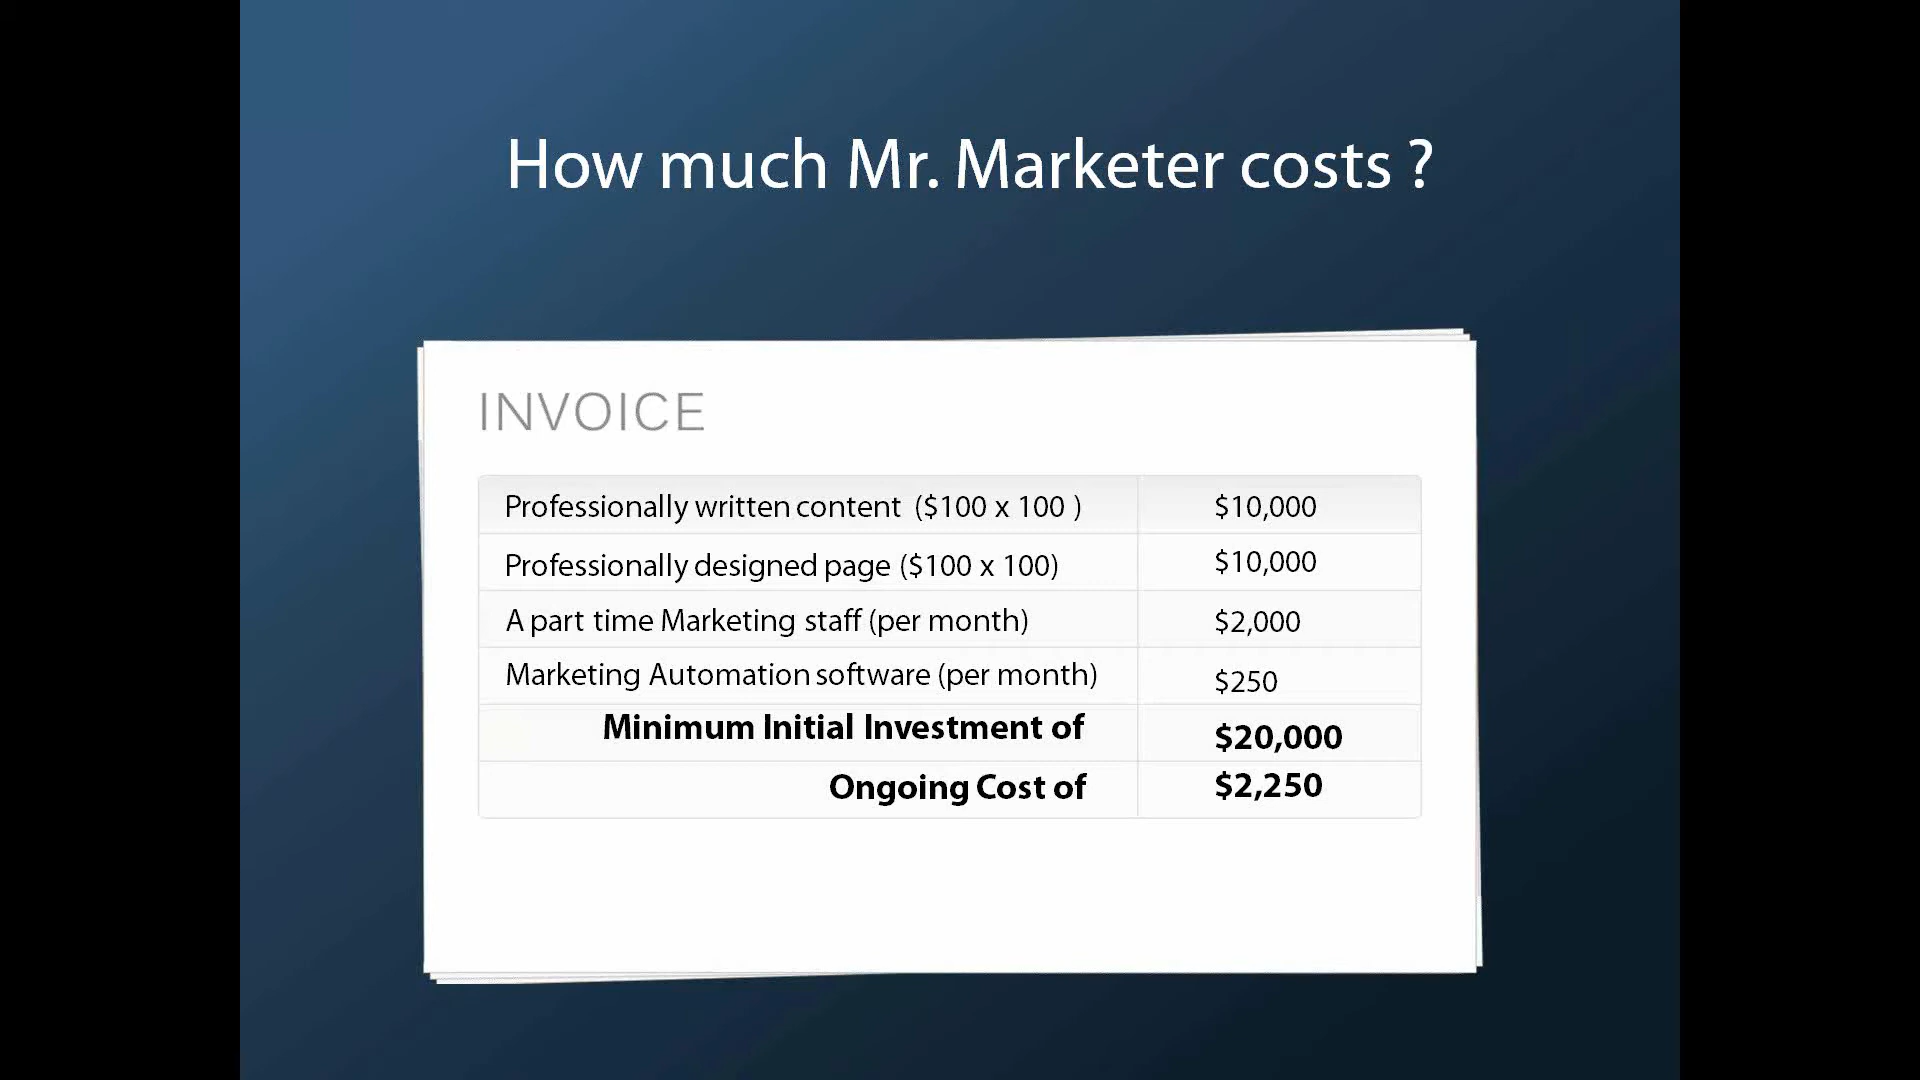 How much Mr. Marketer costs ?
INVOICE
Professionally written content ($100 x 100 ) $10,000
Professionally designed page ($100 x 100) $10,000
A part time Marketing staff (per month) $2,000
Marketing Automation software (per month) $250
Minimum Initial Investment of $20,000
Ongoing Cost of $2,250